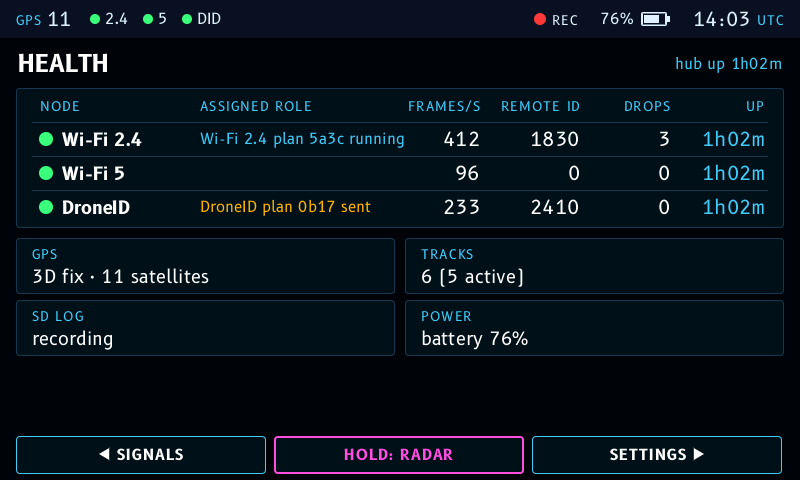 GPS 11 2.4 5 DID REC 76% 14:03 UTC
HEALTH hub up 1h02m
NODE ASSIGNED ROLE FRAMES/S REMOTE ID DROPS UP
Wi-Fi 2.4 Wi-Fi 2.4 plan 5a3c running 412 1830 3 1h02m
Wi-Fi 5 96 0 0 1h02m
DroneID DroneID plan 0b17 sent 233 2410 0 1h02m
GPS TRACKS
3D fix · 11 satellites 6 (5 active)
SD LOG POWER
recording battery 76%
◀ SIGNALS HOLD: RADAR SETTINGS ▶